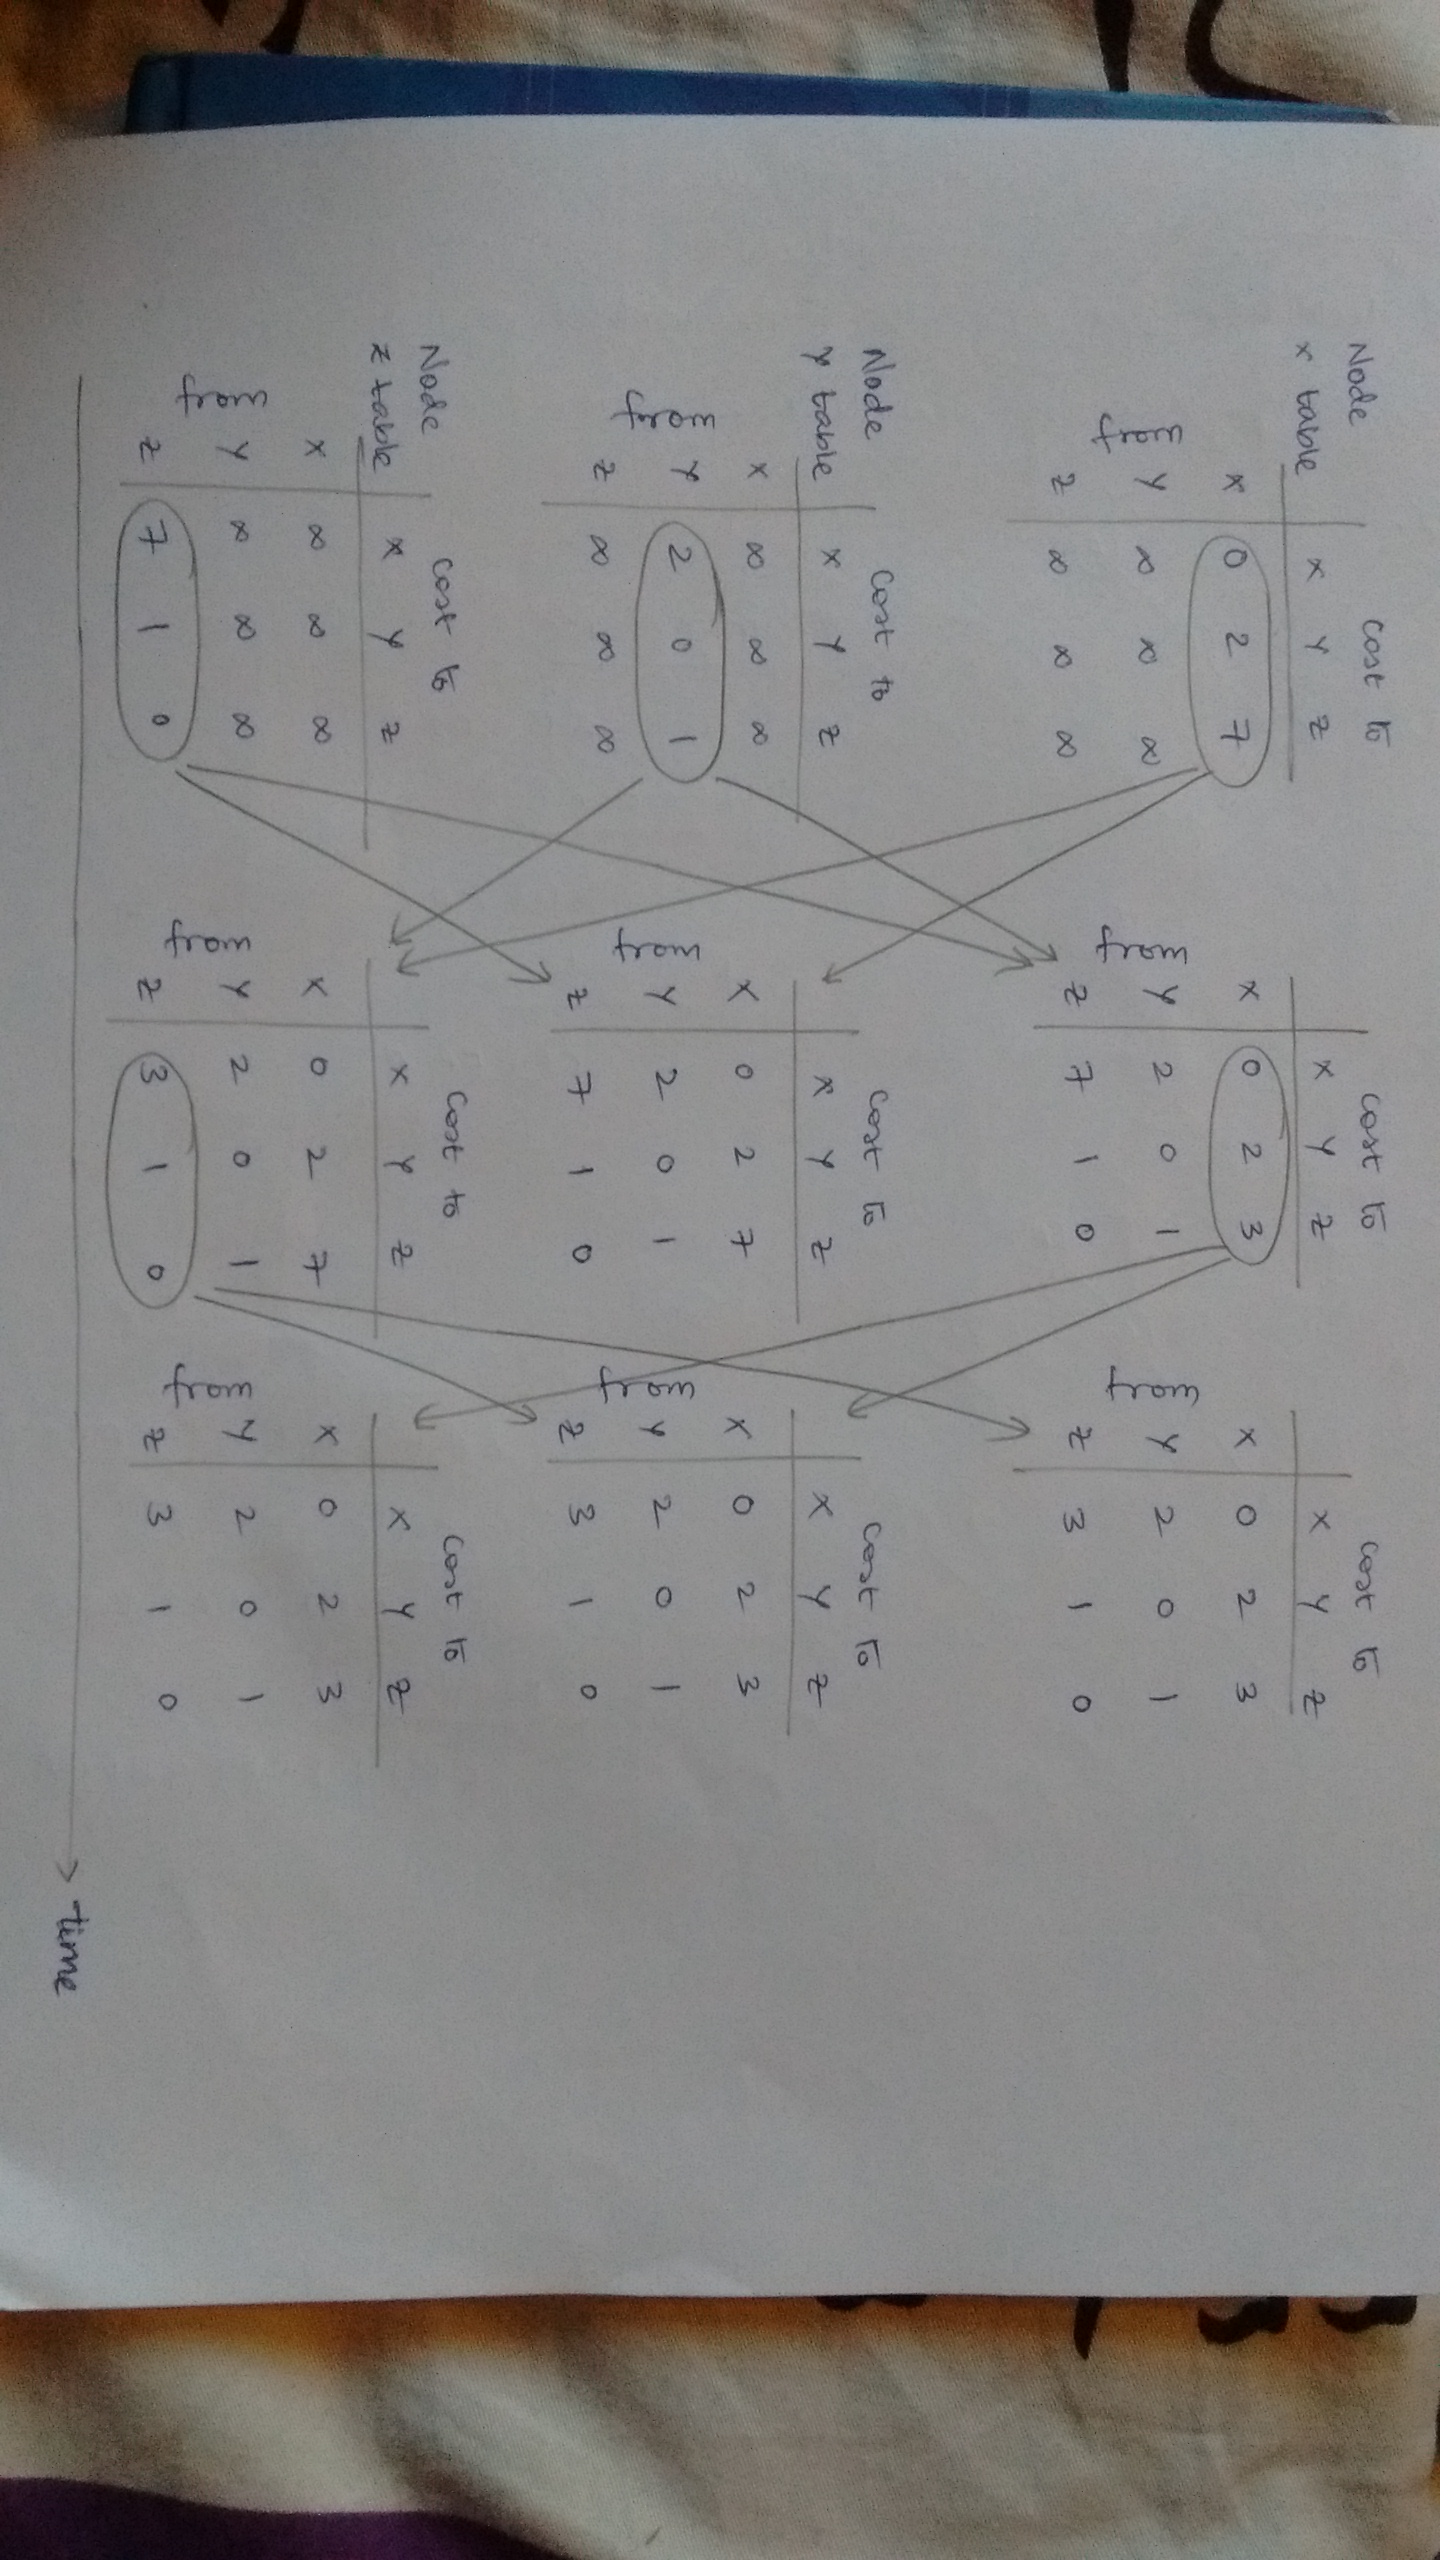 Node
x table
cost to
x y z
from
x 0 2 7
y ∞ ∞ ∞
z ∞ ∞ ∞
cost to
x y z
from
x 0 2 3
y 2 0 1
z 7 1 0
cost to
x y z
from
x 0 2 3
y 2 0 1
z 3 1 0
Node
y table
cost to
x y z
from
x ∞ ∞ ∞
y 2 0 1
z ∞ ∞ ∞
cost to
x y z
from
x 0 2 7
y 2 0 1
z 7 1 0
cost to
x y z
from
x 0 2 3
y 2 0 1
z 3 1 0
Node
z table
cost to
x y z
from
x ∞ ∞ ∞
y ∞ ∞ ∞
z 7 1 0
cost to
x y z
from
x 0 2 7
y 2 0 1
z 3 1 0
cost to
x y z
from
x 0 2 3
y 2 0 1
z 3 1 0
time